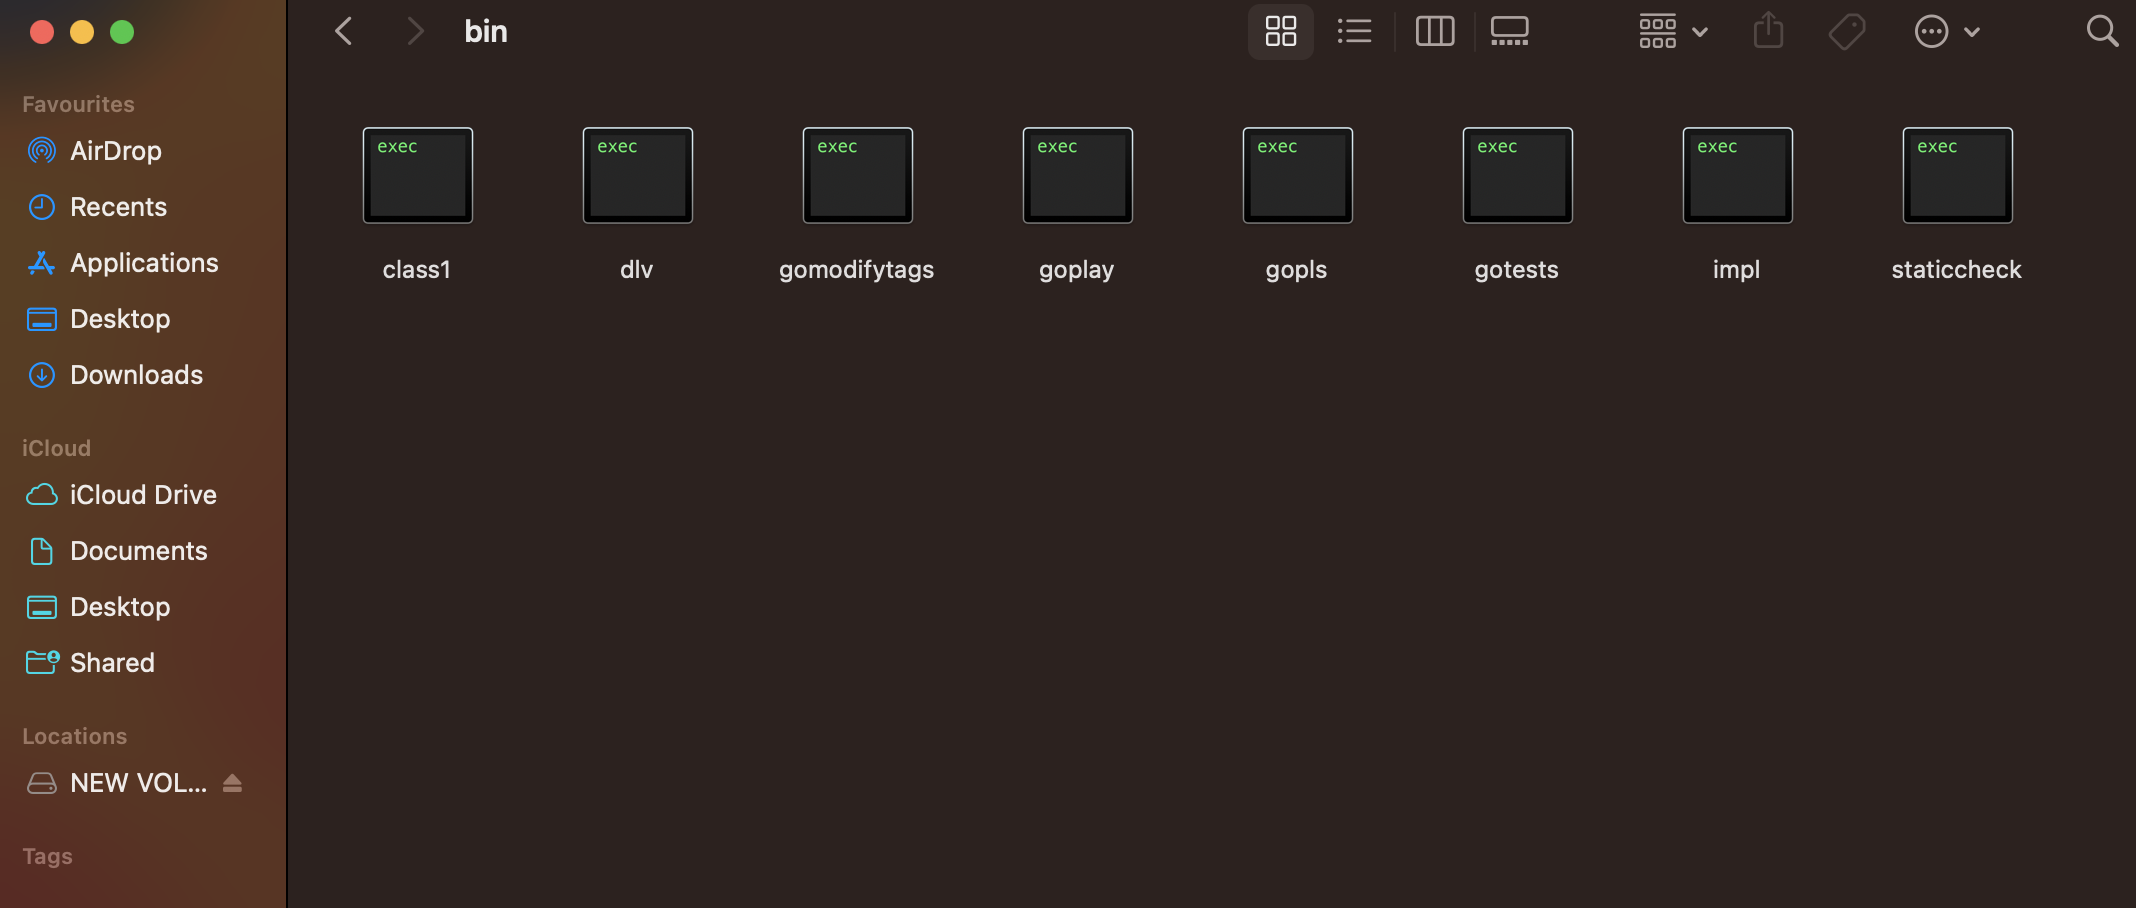 bin
Favourites
AirDrop
Recents
Applications
Desktop
Downloads
iCloud
iCloud Drive
Documents
Desktop
Shared
Locations
NEW VOL...
Tags
exec exec exec exec exec exec exec exec
class1 dlv gomodifytags goplay gopls gotests impl staticcheck